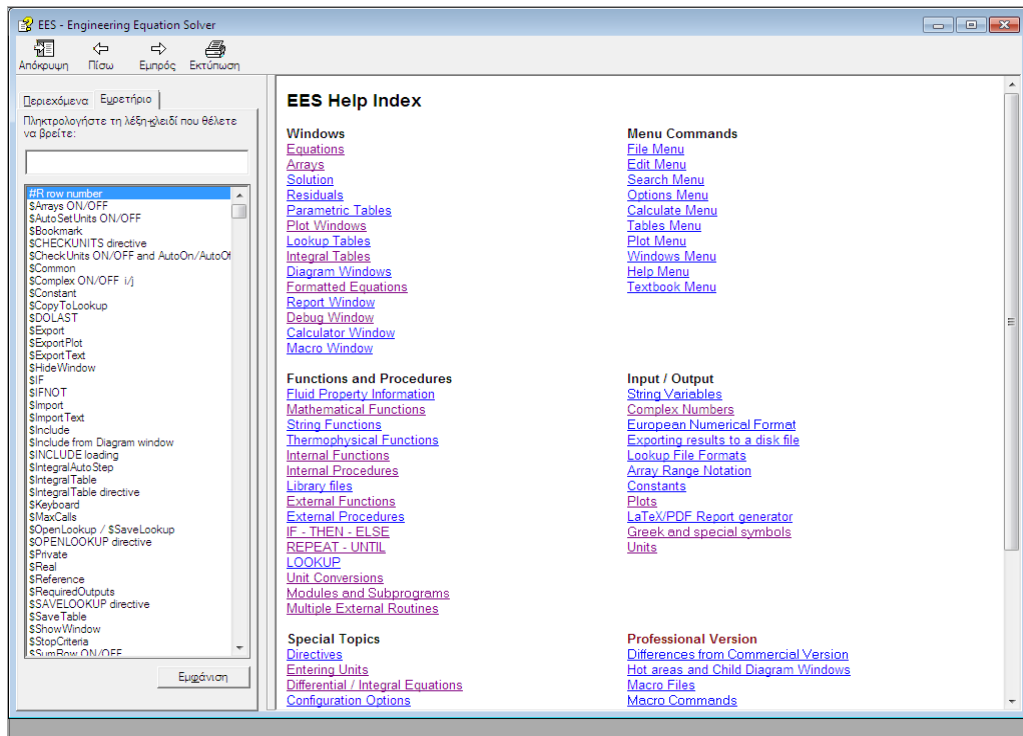 EES - Engineering Equation Solver
Απόκρυψη Πίσω Εμπρός Εκτύπωση
Περιεχόμενα Ευρετήριο
Πληκτρολογήστε τη λέξη-κλειδί που θέλετε
να βρείτε:
#R row number
$Arrays ON/OFF
$AutoSetUnits ON/OFF
$Bookmark
$CHECKUNITS directive
$CheckUnits ON/OFF and AutoOn/AutoOf
$Common
$Complex ON/OFF i/j
$Constant
$CopyToLookup
$DOLAST
$Export
$ExportPlot
$ExportText
$HideWindow
$IF
$IFNOT
$Import
$ImportText
$Include
$Include from Diagram window
$INCLUDE loading
$IntegralAutoStep
$IntegralTable
$IntegralTable directive
$Keyboard
$MaxCalls
$OpenLookup / $SaveLookup
$OPENLOOKUP directive
$Private
$Real
$Reference
$RequiredOutputs
$SAVELOOKUP directive
$SaveTable
$ShowWindow
$StopCriteria
$SumRow ON/OFF
Εμφάνιση
EES Help Index
Windows
Equations
Arrays
Solution
Residuals
Parametric Tables
Plot Windows
Lookup Tables
Integral Tables
Diagram Windows
Formatted Equations
Report Window
Debug Window
Calculator Window
Macro Window
Menu Commands
File Menu
Edit Menu
Search Menu
Options Menu
Calculate Menu
Tables Menu
Plot Menu
Windows Menu
Help Menu
Textbook Menu
Functions and Procedures
Fluid Property Information
Mathematical Functions
String Functions
Thermophysical Functions
Internal Functions
Internal Procedures
Library files
External Functions
External Procedures
IF - THEN - ELSE
REPEAT - UNTIL
LOOKUP
Unit Conversions
Modules and Subprograms
Multiple External Routines
Input / Output
String Variables
Complex Numbers
European Numerical Format
Exporting results to a disk file
Lookup File Formats
Array Range Notation
Constants
Plots
LaTeX/PDF Report generator
Greek and special symbols
Units
Special Topics
Directives
Entering Units
Differential / Integral Equations
Configuration Options
Professional Version
Differences from Commercial Version
Hot areas and Child Diagram Windows
Macro Files
Macro Commands